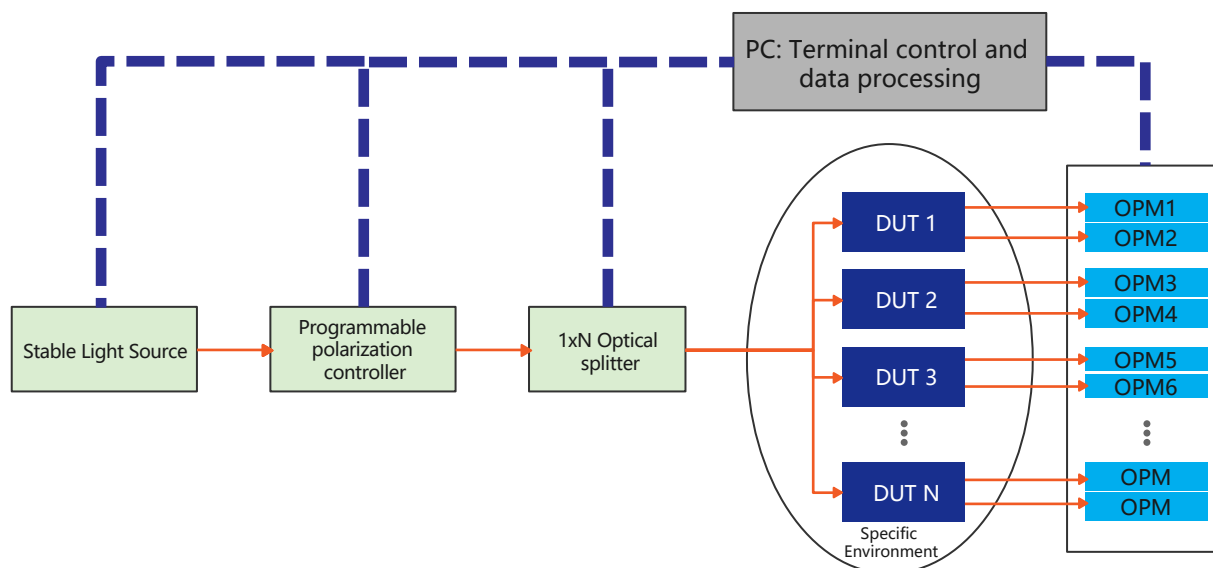 PC: Terminal control and
data processing
Stable Light Source
Programmable
polarization
controller
1xN Optical
splitter
DUT 1
DUT 2
DUT 3
DUT N
Specific
Environment
OPM1
OPM2
OPM3
OPM4
OPM5
OPM6
OPM
OPM